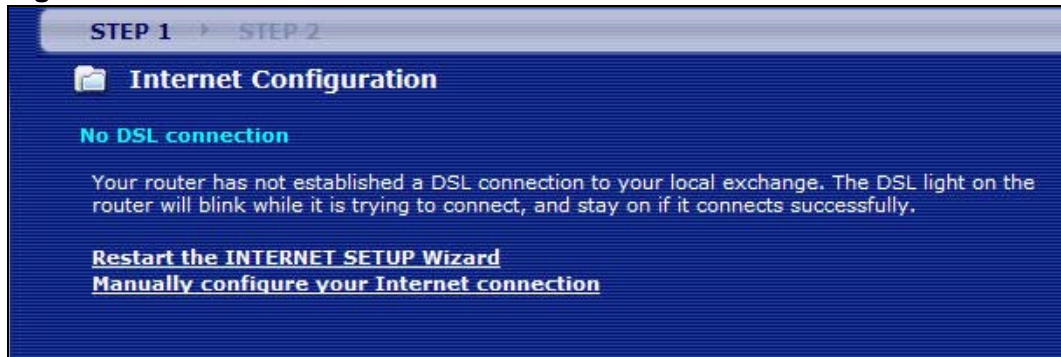 STEP 1 STEP 2
Internet Configuration
No DSL connection
Your router has not established a DSL connection to your local exchange. The DSL light on the
router will blink while it is trying to connect, and stay on if it connects successfully.
Restart the INTERNET SETUP Wizard
Manually configure your Internet connection